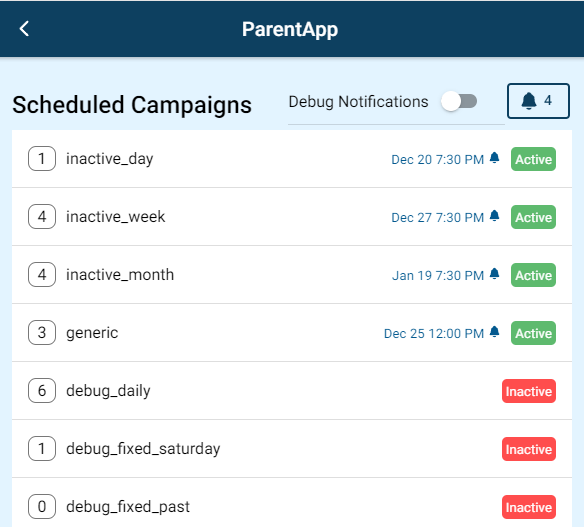 ParentApp
Scheduled Campaigns Debug Notifications 4
1 inactive_day Dec 20 7:30 PM Active
4 inactive_week Dec 27 7:30 PM Active
4 inactive_month Jan 19 7:30 PM Active
3 generic Dec 25 12:00 PM Active
6 debug_daily Inactive
1 debug_fixed_saturday Inactive
0 debug_fixed_past Inactive